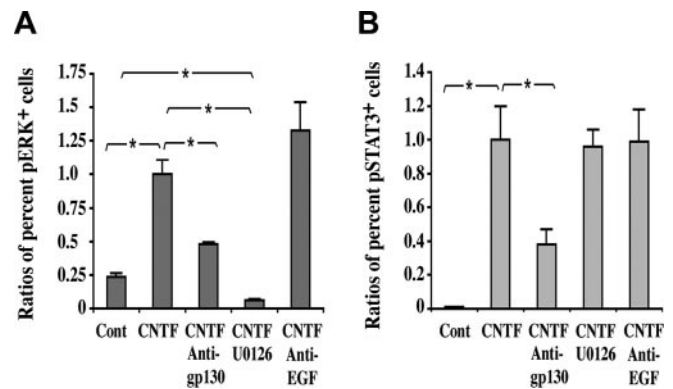 A
Ratios of percent pERK+ cells
1.75
1.5
1.25
1.0
0.75
0.5
0.25
0
*
*
*
*
Cont
CNTF
CNTF Anti-gp130
CNTF U0126
CNTF Anti-EGF
B
Ratios of percent pSTAT3+ cells
1.4
1.2
1.0
0.8
0.6
0.4
0.2
0
*
*
Cont
CNTF
CNTF Anti-gp130
CNTF U0126
CNTF Anti-EGF